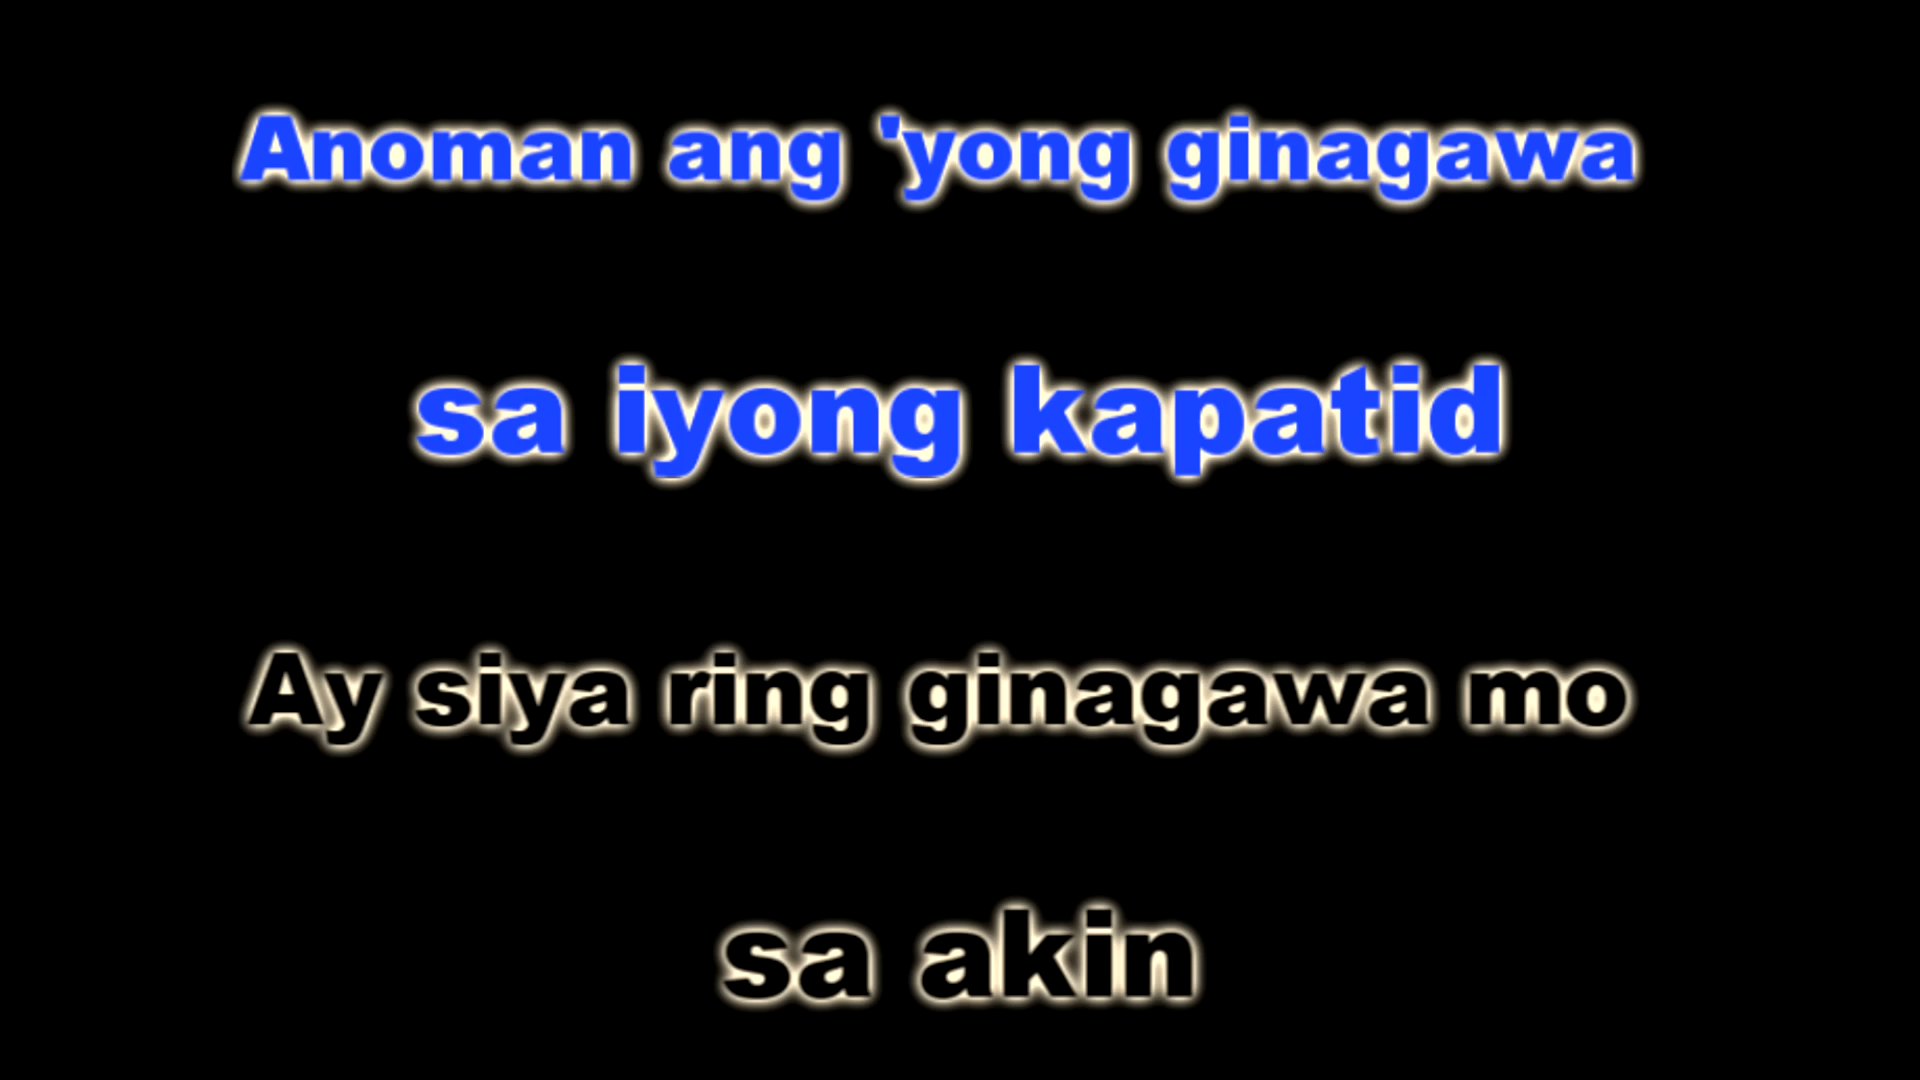 Anoman ang 'yong ginagawa
sa iyong kapatid
Ay siya ring ginagawa mo
sa akin